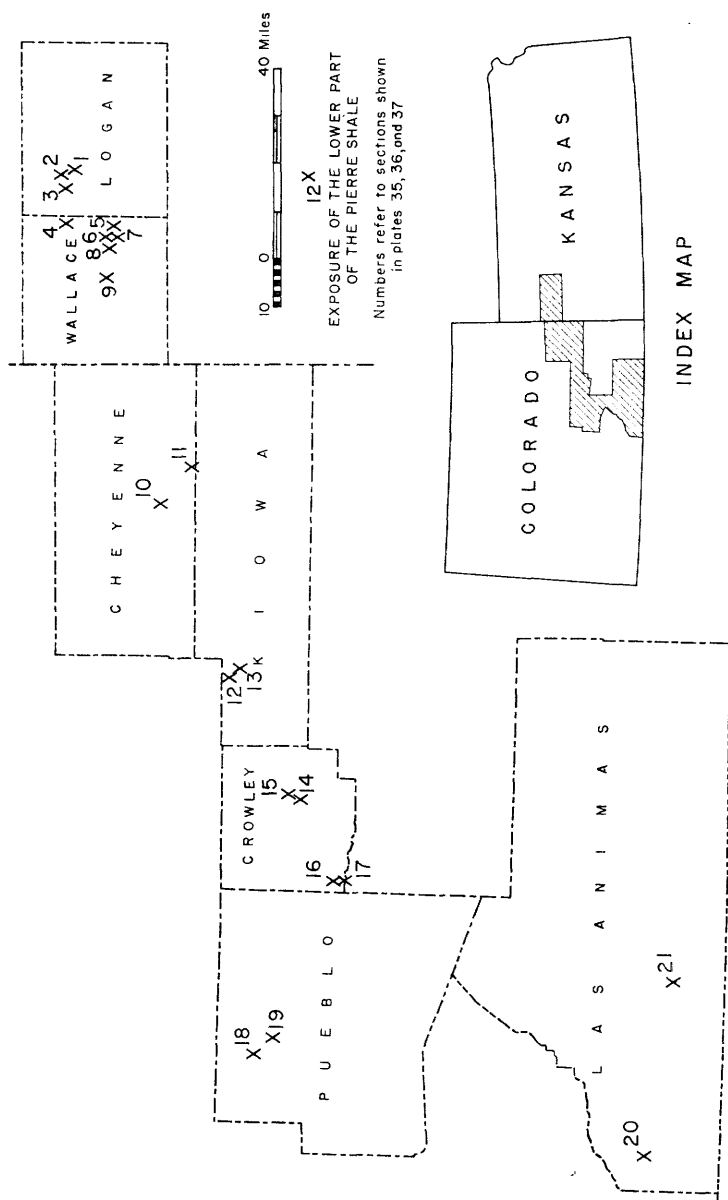 LOGAN
3
2
1
WALLACE
4
5
6
8
7
9
CHEYENNE
10
11
KIOWA
12
13
CROWLEY
15
14
16
17
PUEBLO
18
19
LAS ANIMAS
20
21
10 0 40 Miles
12
EXPOSURE OF THE LOWER PART
OF THE PIERRE SHALE
Numbers refer to sections shown
in plates 35, 36, and 37
COLORADO
KANSAS
INDEX MAP